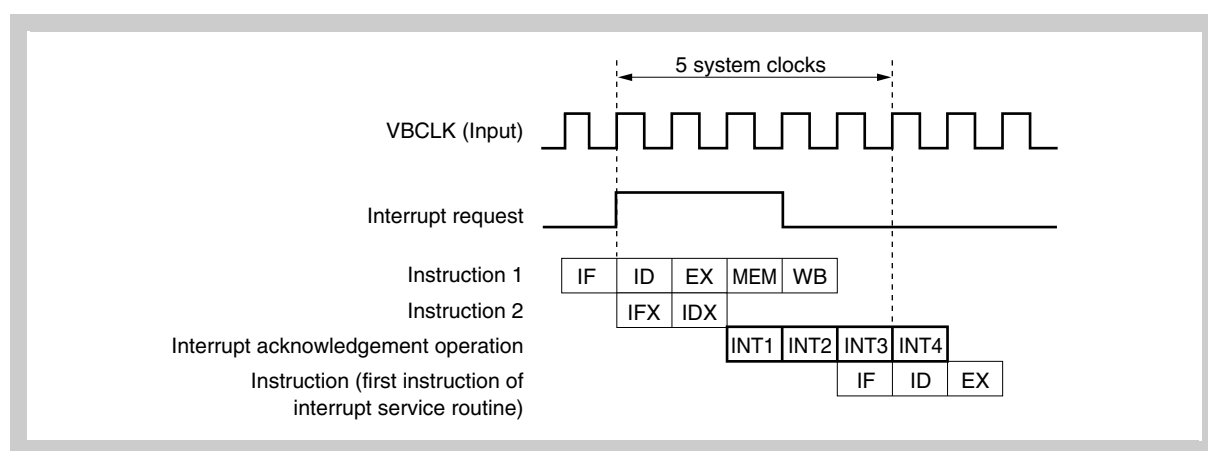 5 system clocks
VBCLK (Input)
Interrupt request
Instruction 1 IF ID EX MEM WB
Instruction 2 IFX IDX
Interrupt acknowledgement operation INT1 INT2 INT3 INT4
Instruction (first instruction of IF ID EX
interrupt service routine)